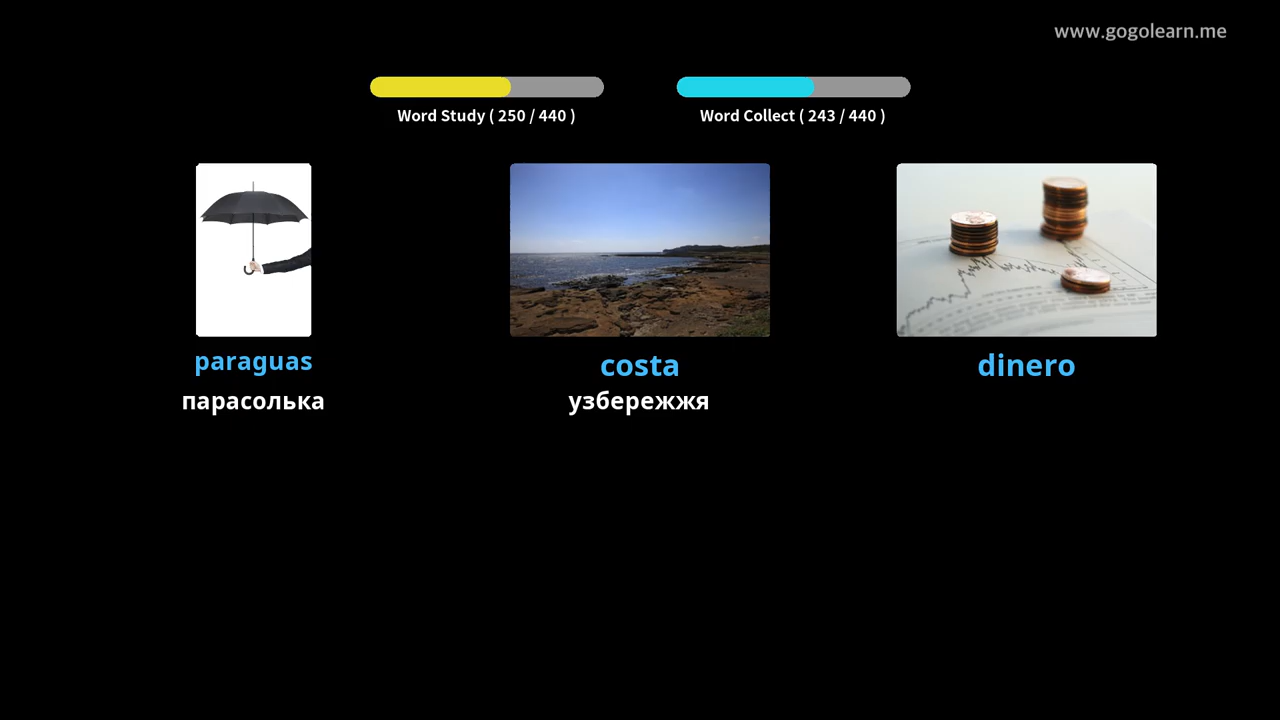 www.gogolearn.me
Word Study ( 250 / 440 )
Word Collect ( 243 / 440 )
paraguas
costa
dinero
парасолька
узбережжя